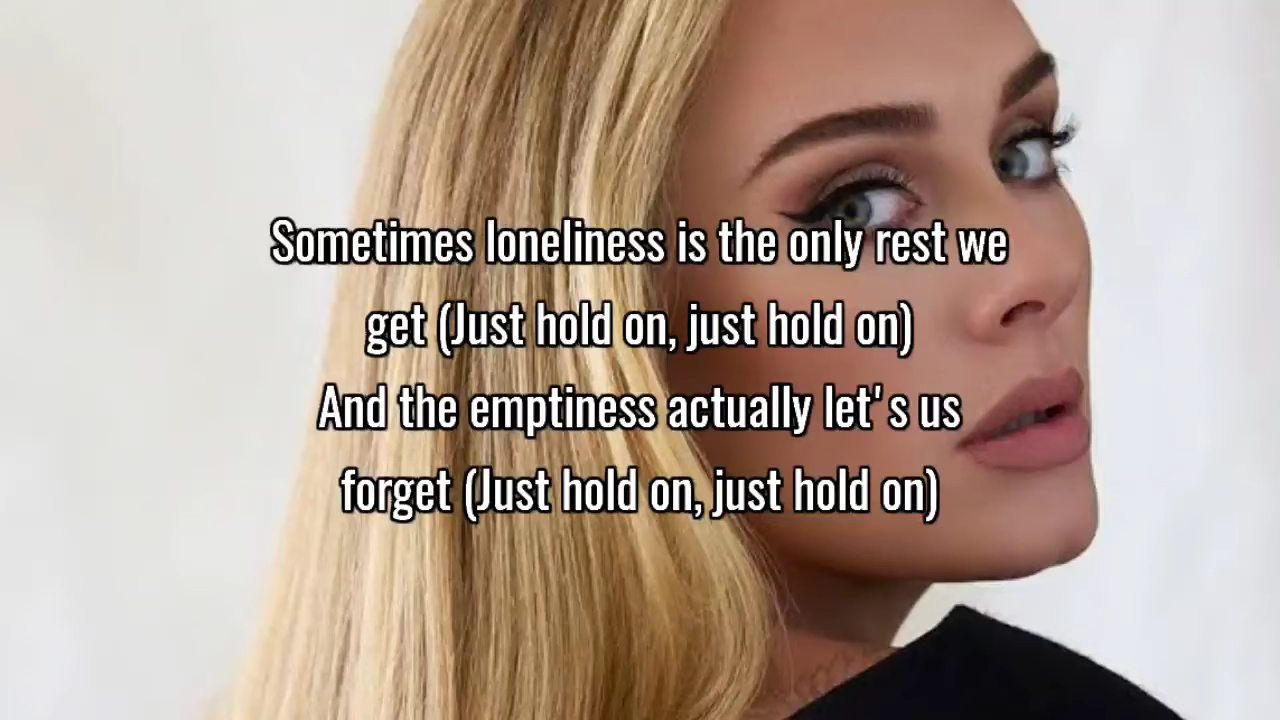 Sometimes loneliness is the only rest we
get (Just hold on, just hold on)
And the emptiness actually let's us
forget (Just hold on, just hold on)